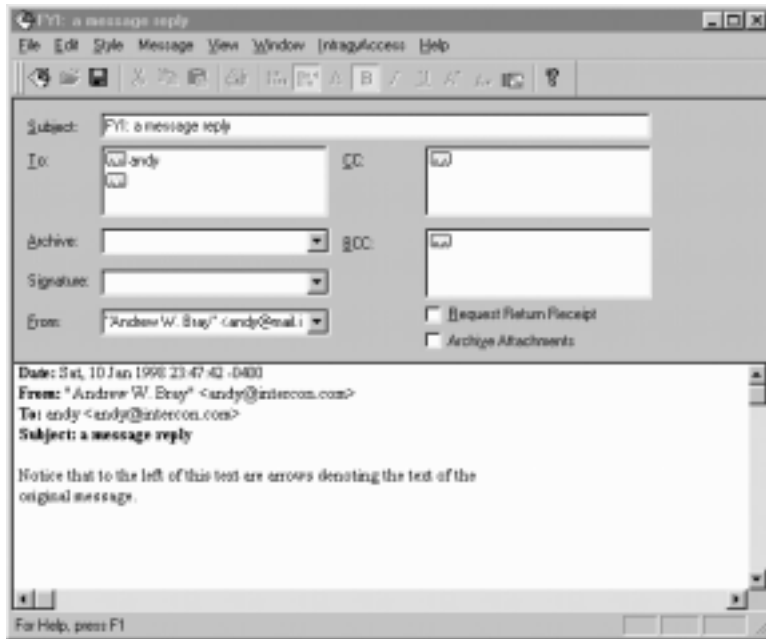 FYI: a message reply
File Edit Style Message View Window IntragyAccess Help
Subject: FYI: a message reply
To: andy
CC:
Archive:
BCC:
Signature:
From: "Andrew W. Bray" <andy@mail.i
Request Return Receipt
Archive Attachments
Date: Sat, 10 Jan 1998 23:47:42 -0400
From: "Andrew W. Bray" <andy@intercon.com>
To: andy <andy@intercon.com>
Subject: a message reply
Notice that to the left of this text are arrows denoting the text of the
original message.
For Help, press F1